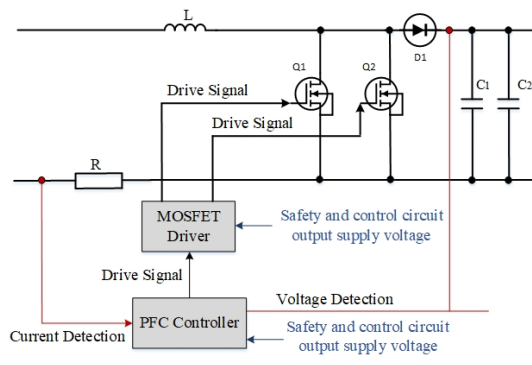 L
Q1
Q2
D1
C1
C2
Drive Signal
Drive Signal
R
MOSFET
Driver
Safety and control circuit
output supply voltage
Drive Signal
Voltage Detection
PFC Controller
Current Detection
Safety and control circuit
output supply voltage